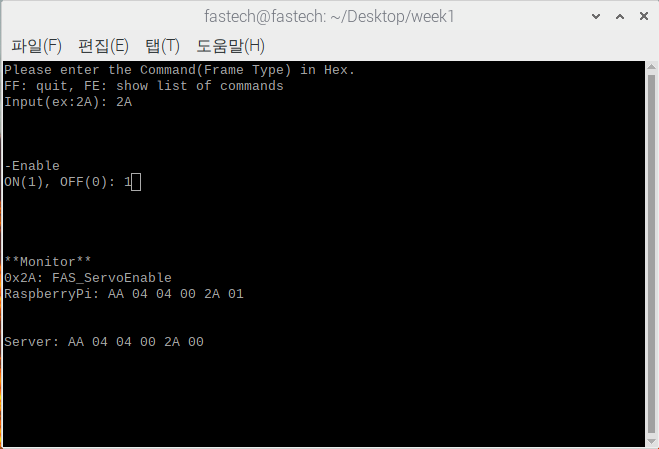 fastech@fastech: ~/Desktop/week1
파일(F) 편집(E) 탭(T) 도움말(H)
Please enter the Command(Frame Type) in Hex.
FF: quit, FE: show list of commands
Input(ex:2A): 2A
-Enable
ON(1), OFF(0): 1
**Monitor**
0x2A: FAS_ServoEnable
RaspberryPi: AA 04 04 00 2A 01
Server: AA 04 04 00 2A 00